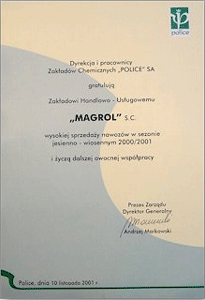 police
Dyrekcja i pracownicy
Zakładów Chemicznych „POLICE” SA
gratulują
Zakładowi Handlowo - Usługowemu
„MAGROL” s.c.
wysokiej sprzedaży nawozów w sezonie
jesienno - wiosennym 2000/2001
i życzą dalszej owocnej współpracy
Prezes Zarządu
Dyrektor Generalny
Andrzej Markowski
Police, dnia 10 listopada 2001 r.